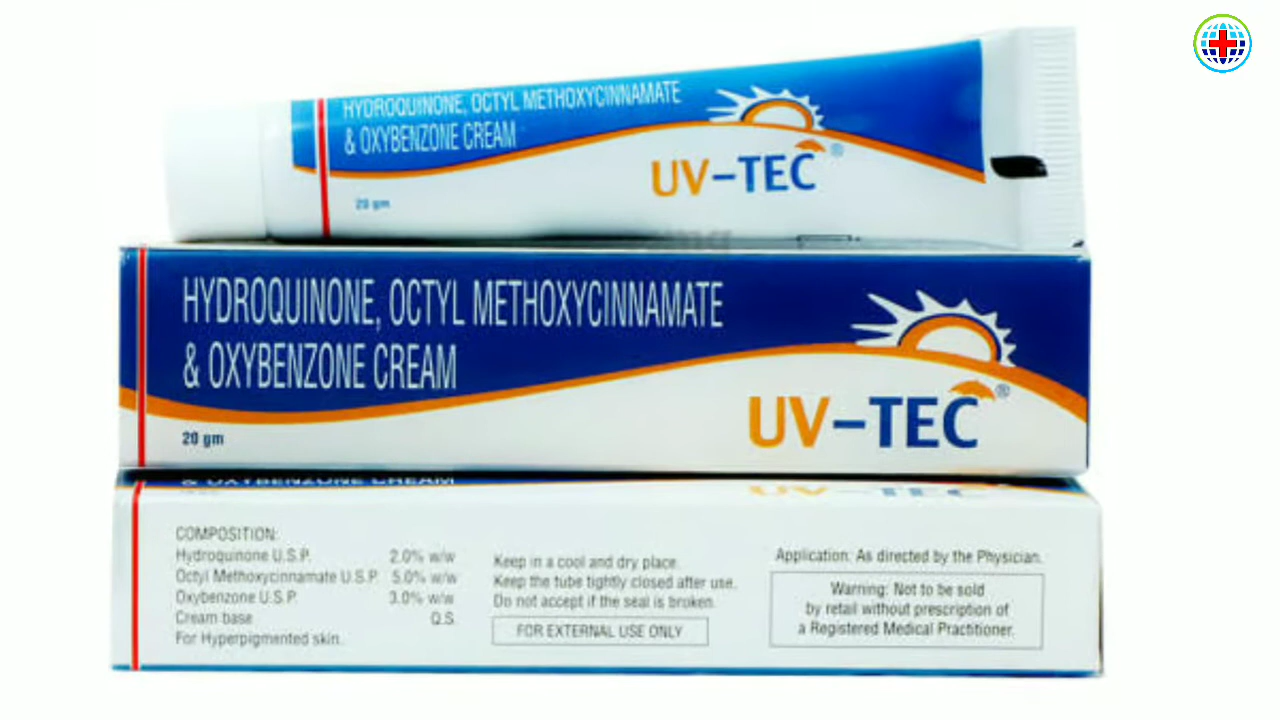 HYDROQUINONE, OCTYL METHOXYCINNAMATE
& OXYBENZONE CREAM
UV-TEC®
20 gm
HYDROQUINONE, OCTYL METHOXYCINNAMATE
& OXYBENZONE CREAM
UV-TEC®
20 gm
& OXYBENZONE CREAM
UV-TEC
COMPOSITION:
Hydroquinone U.S.P. 2.0% w/w
Octyl Methoxycinnamate U.S.P. 5.0% w/w
Oxybenzone U.S.P. 3.0% w/w
Cream base Q.S.
For Hyperpigmented skin.
Keep in a cool and dry place.
Keep the tube tightly closed after use.
Do not accept if the seal is broken.
FOR EXTERNAL USE ONLY
Application: As directed by the Physician.
Warning: Not to be sold
by retail without prescription of
a Registered Medical Practitioner.